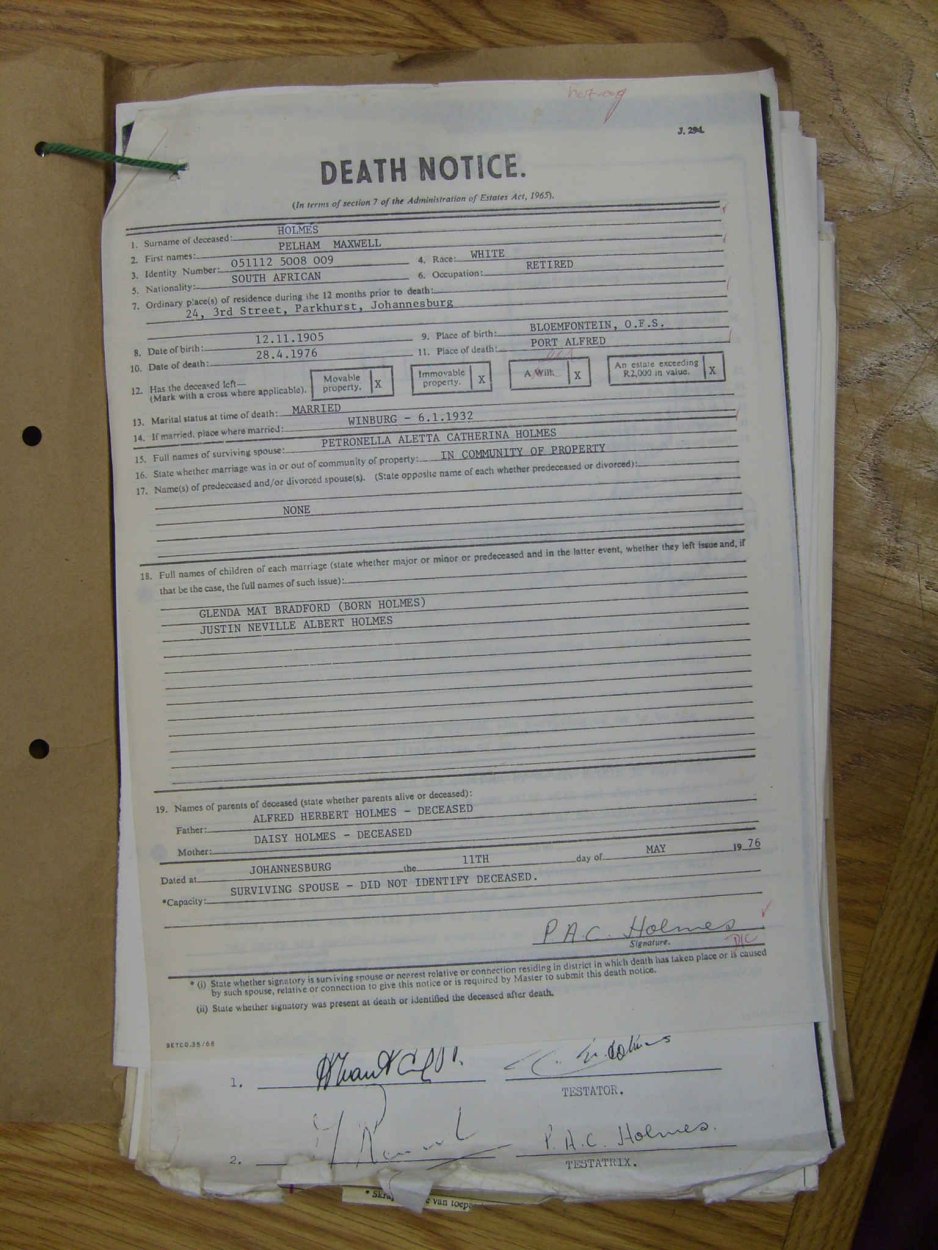 J. 294.
DEATH NOTICE.
(In terms of section 7 of the Administration of Estates Act, 1965).
1. Surname of deceased: HOLMES
2. First names: PELHAM MAXWELL
3. Identity Number: 051112 5008 009 4. Race: WHITE
5. Nationality: SOUTH AFRICAN 6. Occupation: RETIRED
7. Ordinary place(s) of residence during the 12 months prior to death:
24, 3rd Street, Parkhurst, Johannesburg
8. Date of birth: 12.11.1905 9. Place of birth: BLOEMFONTEIN, O.F.S.
10. Date of death: 28.4.1976 11. Place of death: PORT ALFRED
12. Has the deceased left— Movable property. X Immovable property. X A Will. X An estate exceeding R2,000 in value. X
(Mark with a cross where applicable).
13. Marital status at time of death: MARRIED
14. If married, place where married: WINBURG - 6.1.1932
15. Full names of surviving spouse: PETRONELLA ALETTA CATHERINA HOLMES
16. State whether marriage was in or out of community of property: IN COMMUNITY OF PROPERTY
17. Name(s) of predeceased and/or divorced spouse(s). (State opposite name of each whether predeceased or divorced):
NONE
18. Full names of children of each marriage (state whether major or minor or predeceased and in the latter event, whether they left issue and, if
that be the case, the full names of such issue):
GLENDA MAI BRADFORD (BORN HOLMES)
JUSTIN NEVILLE ALBERT HOLMES
19. Names of parents of deceased (state whether parents alive or deceased):
Father: ALFRED HERBERT HOLMES - DECEASED
Mother: DAISY HOLMES - DECEASED
Dated at JOHANNESBURG the 11TH day of MAY 19 76
*Capacity: SURVIVING SPOUSE - DID NOT IDENTIFY DECEASED.
P.A.C. Holmes
Signature.
* (i) State whether signatory is surviving spouse or nearest relative or connection residing in district in which death has taken place or is caused
by such spouse, relative or connection to give this notice or is required by Master to submit this death notice.
(ii) State whether signatory was present at death or identified the deceased after death.
1.
TESTATOR.
2. P.A.C. Holmes.
TESTATRIX.